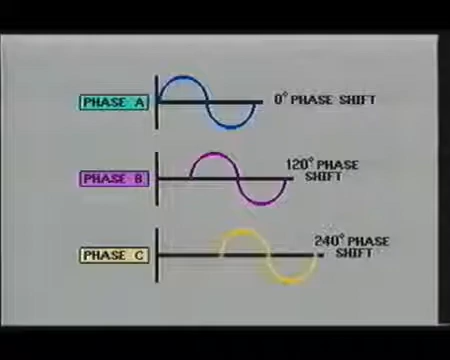 PHASE A
0° PHASE SHIFT
PHASE B
120° PHASE
SHIFT
PHASE C
240° PHASE
SHIFT